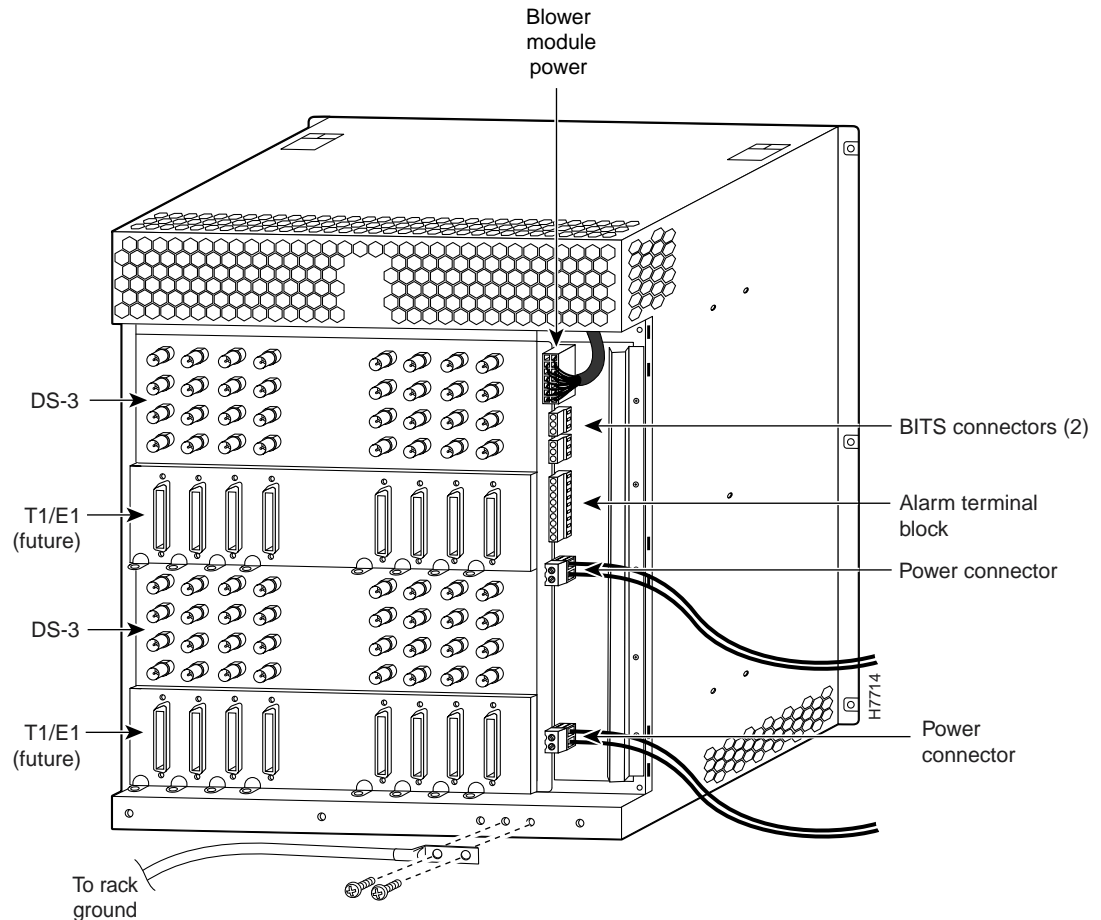 Blower
module
power
DS-3
BITS connectors (2)
T1/E1
(future)
Alarm terminal
block
Power connector
DS-3
H7714
T1/E1
(future)
Power
connector
To rack
ground